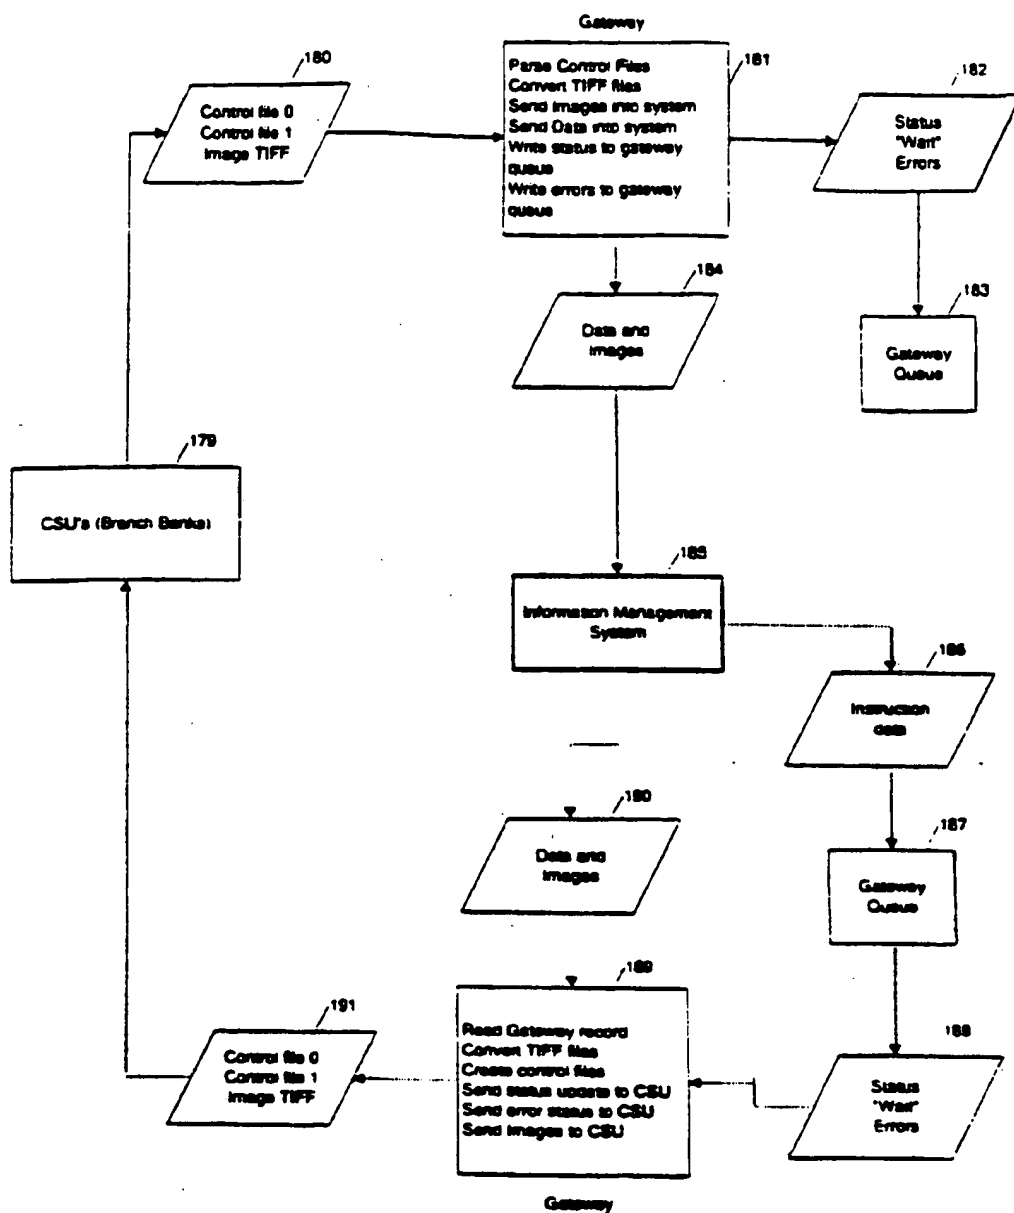 Gateway
180
Control file 0
Control file 1
Image TIFF
181
Parse Control Files
Convert TIFF files
Send Images into system
Send Data into system
Write status to gateway
queue
Write errors to gateway
queue
182
Status
"Wait"
Errors
184
Data and
Images
183
Gateway
Queue
179
CSU's (Branch Banks)
185
Information Management
System
186
Instruction
data
190
Data and
Images
187
Gateway
Queue
189
Read Gateway record
Convert TIFF files
Create control files
Send status update to CSU
Send error status to CSU
Send Images to CSU
191
Control file 0
Control file 1
Image TIFF
188
Status
"Wait"
Errors
Gateway